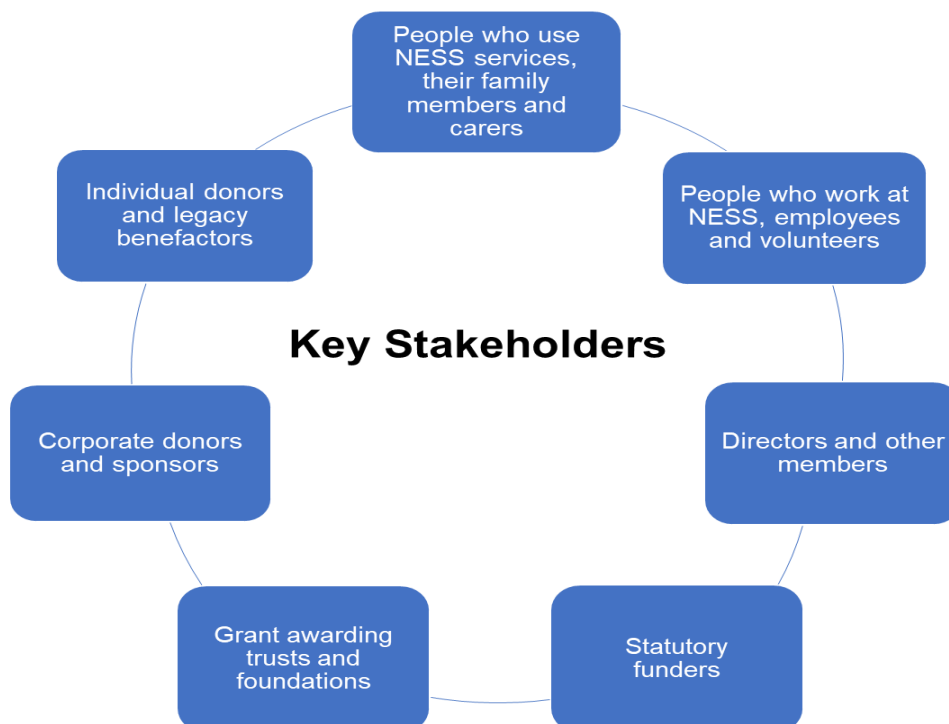 People who use
NESS services,
their family
members and
carers
People who work at
NESS, employees
and volunteers
Directors and other
members
Statutory
funders
Grant awarding
trusts and
foundations
Corporate donors
and sponsors
Individual donors
and legacy
benefactors
Key Stakeholders